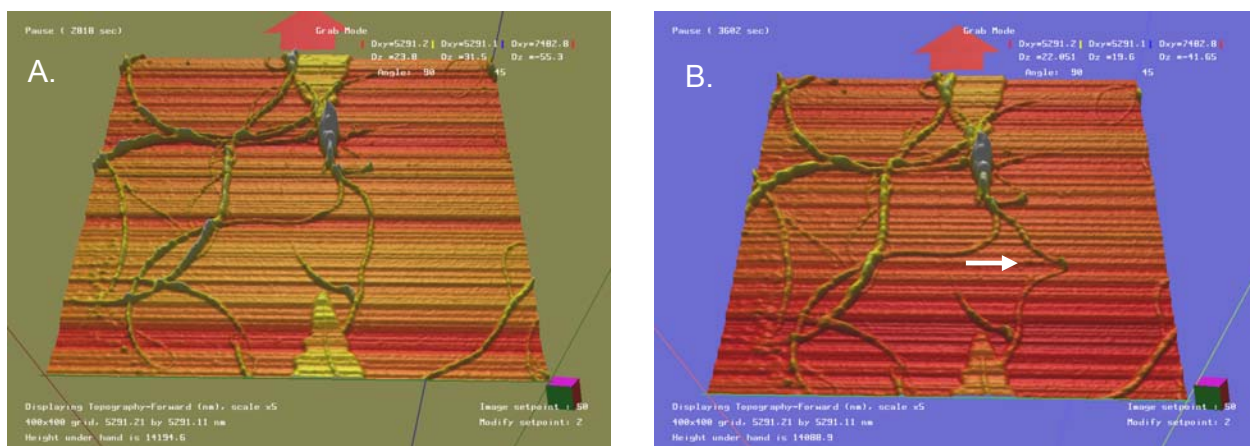 A.
Pause ( 2818 sec)
Grab Mode
Dxy=5291.2 Dxy=5291.1 Dxy=7482.8
Dz =23.8 Dz =31.5 Dz =-55.3
Angle: 90 45
Displaying Topography-Forward (nm), scale x5
400x400 grid, 5291.21 by 5291.11 nm
Height under hand is 14194.6
Image setpoint : 50
Modify setpoint: 2
B.
Pause ( 3602 sec)
Grab Mode
Dxy=5291.2 Dxy=5291.1 Dxy=7482.8
Dz =22.051 Dz =19.6 Dz =-41.65
Angle: 90 45
Displaying Topography-Forward (nm), scale x5
400x400 grid, 5291.21 by 5291.11 nm
Height under hand is 14088.9
Image setpoint : 50
Modify setpoint: 2